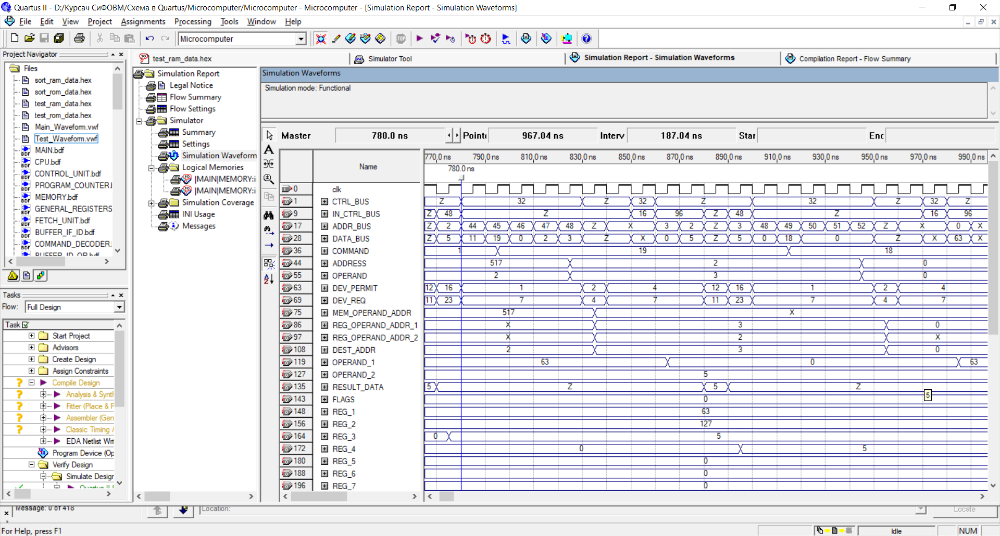 Quartus II - D:/Курсач СиФОВМ/Схема в Quartus/Microcomputer/Microcomputer - Microcomputer - [Simulation Report - Simulation Waveforms]
File Edit View Project Assignments Processing Tools Window Help
Microcomputer
STOP
Project Navigator
Files
sort_ram_data.hex
sort_rom_data.hex
test_ram_data.hex
test_rom_data.hex
Main_Waveform.vwf
Test_Waveform.vwf
MAIN.bdf
CPU.bdf
CONTROL_UNIT.bdf
PROGRAM_COUNTER.
MEMORY.bdf
GENERAL_REGISTERS
FETCH_UNIT.bdf
BUFFER_IF_ID.bdf
COMMAND_DECODER.
BUFFER_ID_OR.bdf
Tasks
Flow: Full Design
Task
Start Project
Advisors
Create Design
Assign Constraints
Compile Design
Analysis & Synth
Fitter (Place & F
Assembler (Gen
Classic Timing A
EDA Netlist Writ
Program Device (Op
Verify Design
Simulate Design
Quartus II S
test_ram_data.hex
Simulator Tool
Simulation Report - Simulation Waveforms
Compilation Report - Flow Summary
Simulation Report
Legal Notice
Flow Summary
Flow Settings
Simulator
Summary
Settings
Simulation Waveform
Logical Memories
|MAIN|MEMORY:i
|MAIN|MEMORY:i
Simulation Coverage
INI Usage
Messages
Simulation Waveforms
Simulation mode: Functional
Master 780.0 ns Pointe 967.04 ns Interv 187.04 ns Star Enc
Name
770.0 ns 790.0 ns 810.0 ns 830.0 ns 850.0 ns 870.0 ns 890.0 ns 910.0 ns 930.0 ns 950.0 ns 970.0 ns 990.0 ns
780.0 ns
0 clk
1 CTRL_BUS Z 32 Z 32 Z 32 Z 32 Z
9 IN_CTRL_BUS Z 48 Z 16 96 Z 48 Z 16 96
17 ADDR_BUS Z 2 44 45 46 47 48 Z X 3 2 Z 3 48 49 50 51 52 Z X 0 X
28 DATA_BUS Z 5 11 19 0 2 3 Z X 0 5 Z 5 0 18 0 Z X 63 X
36 COMMAND 1 19 18
44 ADDRESS 517 2 0
55 OPERAND 2 3 0
63 DEV_PERMIT 12 16 1 2 4 12 16 1 2 4
69 DEV_REQ 11 23 7 4 7 11 23 7 4 7
75 MEM_OPERAND_ADDR 517 X
86 REG_OPERAND_ADDR_1 X 3 0
97 REG_OPERAND_ADDR_2 X 2 X
108 DEST_ADDR 2 3 0
119 OPERAND_1 63 0 63
127 OPERAND_2 5
135 RESULT_DATA 5 Z 5 Z
5
143 FLAGS 0
148 REG_1 63
156 REG_2 127
164 REG_3 0 5
172 REG_4 0 5
180 REG_5 0
188 REG_6 0
196 REG_7 0
Message: 0 of 418
Location:
Locate
For Help, press F1
Idle
NUM